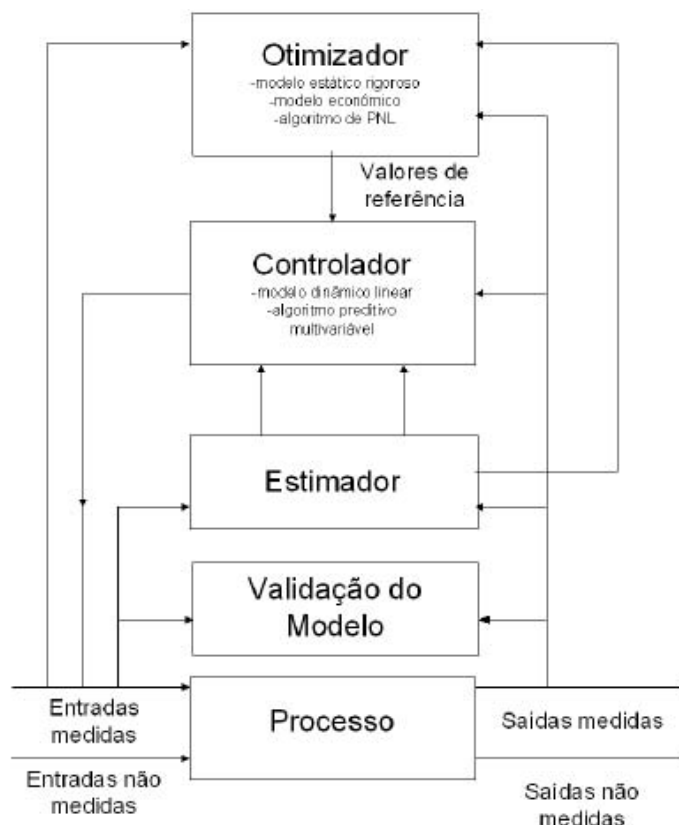 Otimizador
-modelo estático rigoroso
-modelo económico
-algoritmo de PNL
Valores de
referência
Controlador
-modelo dinâmico linear
-algoritmo preditivo
multivariável
Estimador
Validação do
Modelo
Processo
Entradas
medidas
Entradas não
medidas
Saidas medidas
Saidas não
medidas